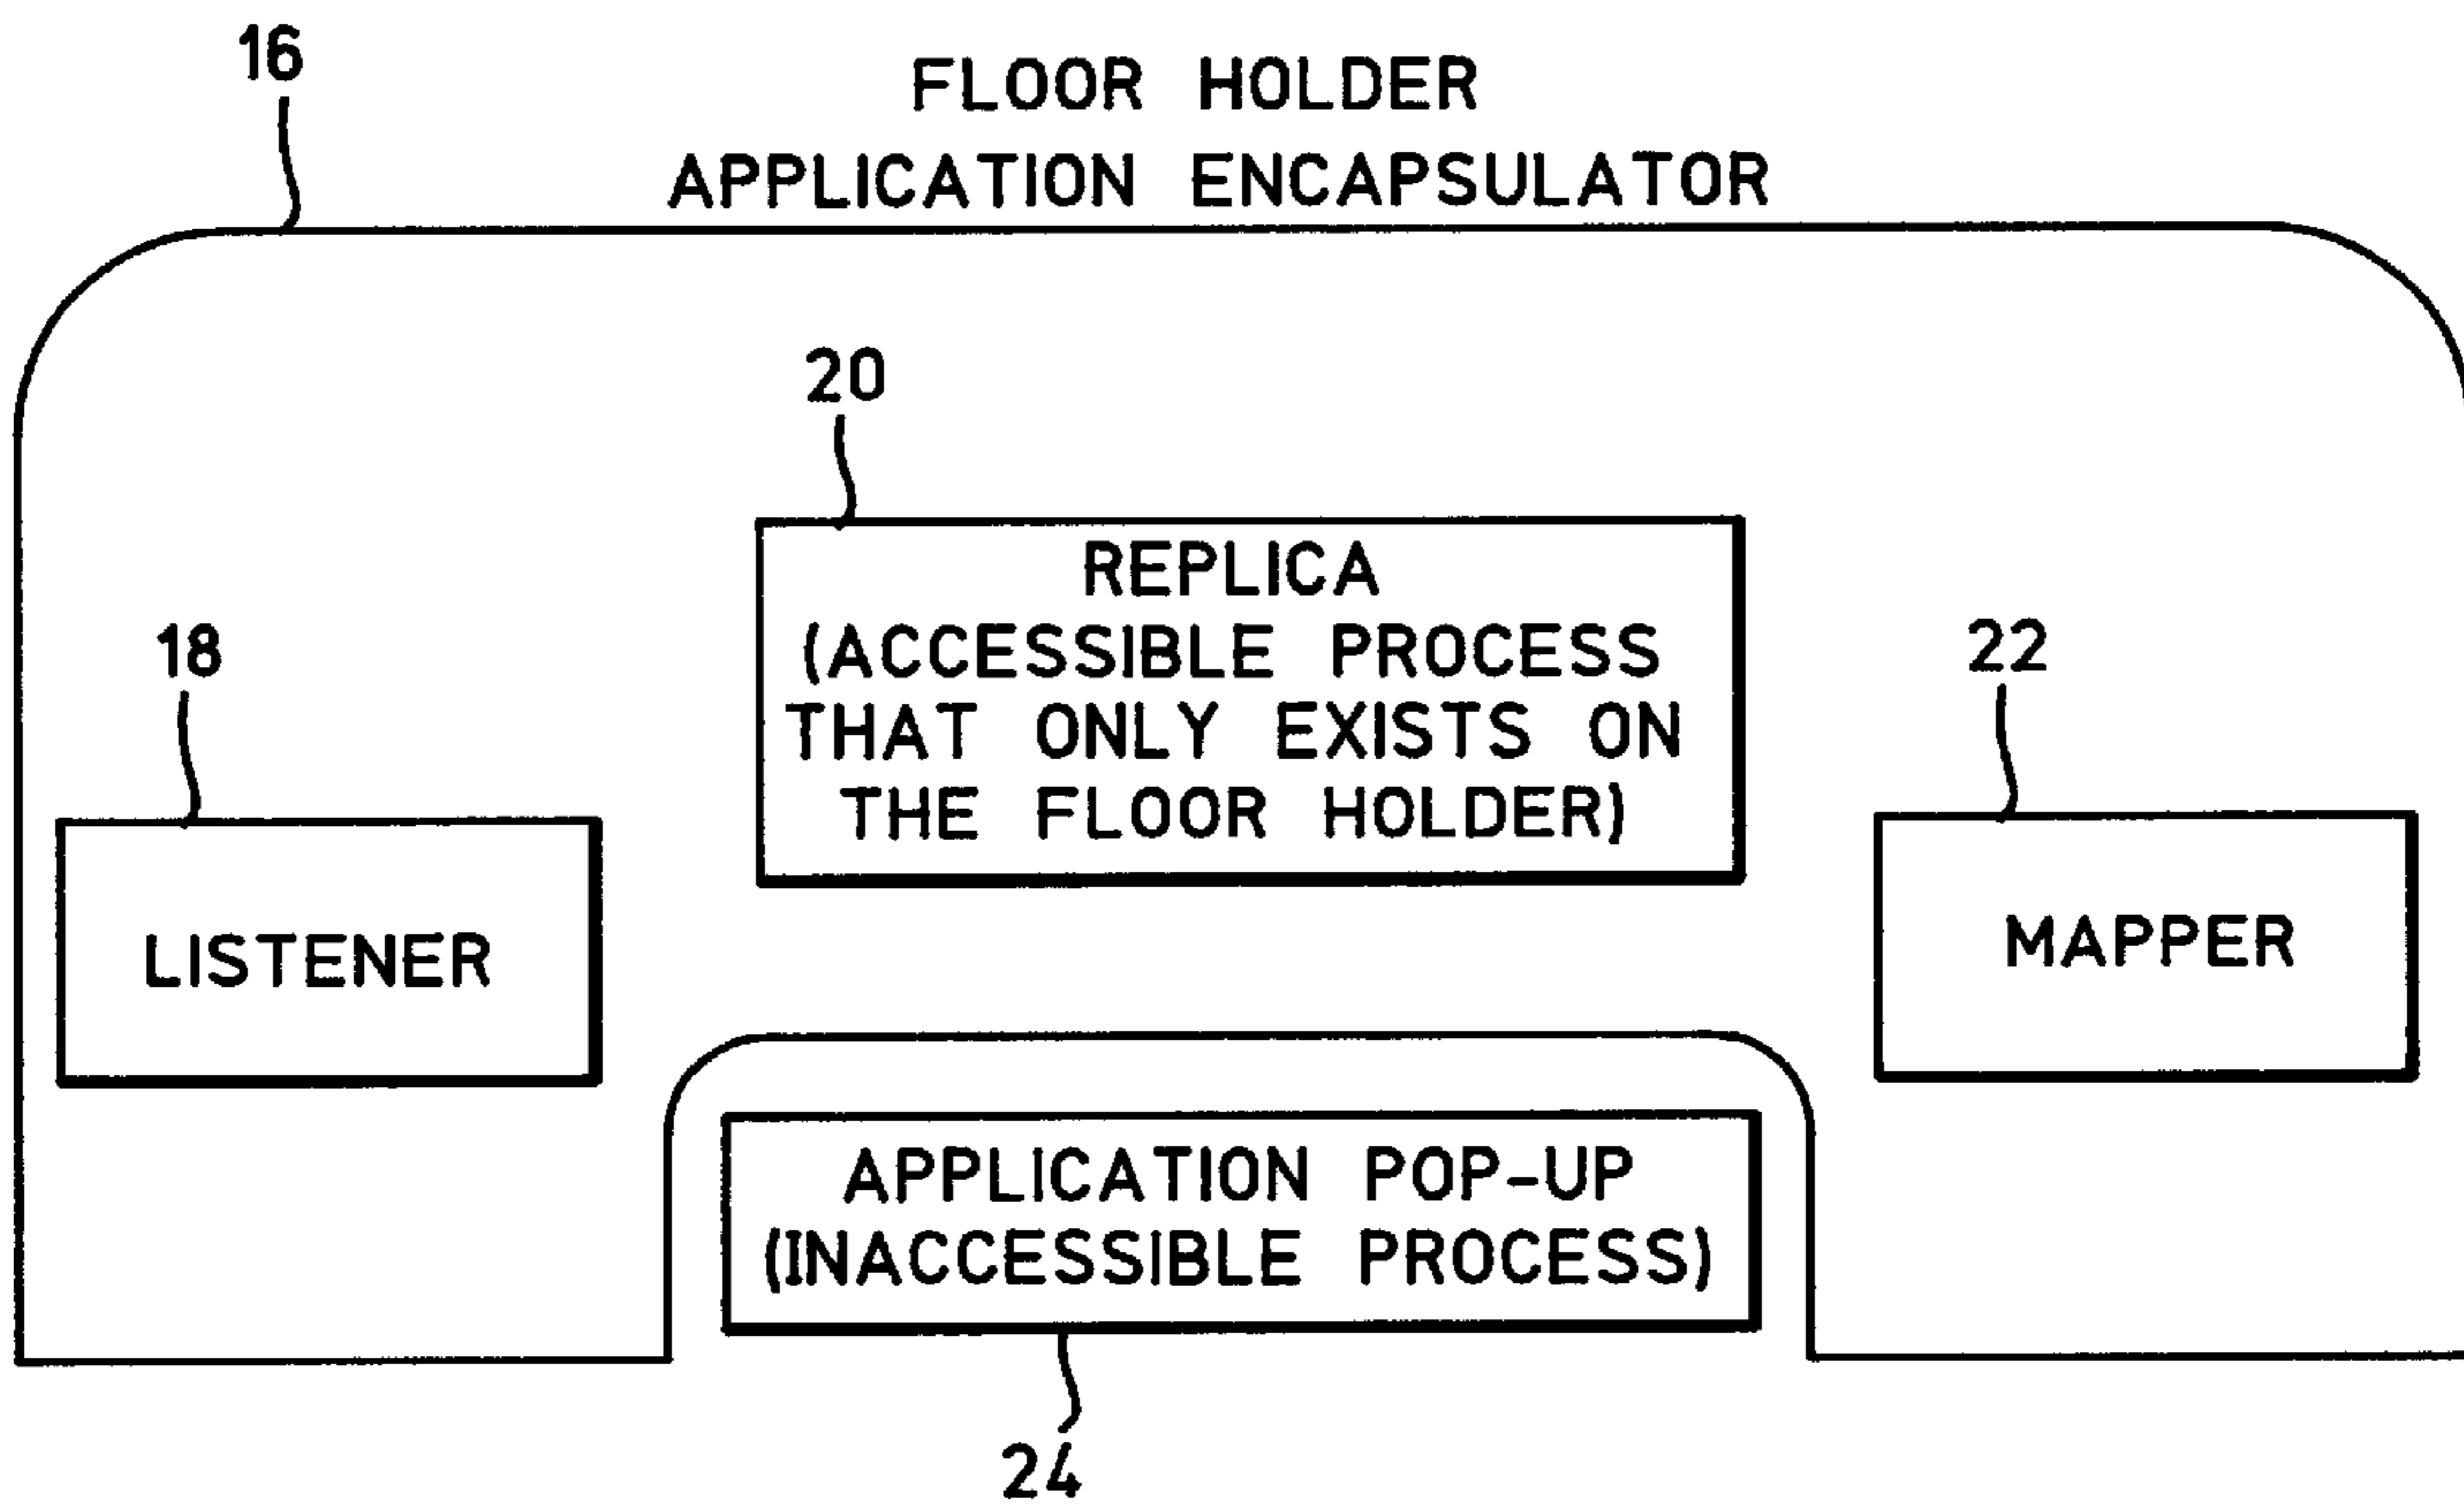 16
FLOOR HOLDER
APPLICATION ENCAPSULATOR
20
REPLICA
(ACCESSIBLE PROCESS
THAT ONLY EXISTS ON
THE FLOOR HOLDER)
18
LISTENER
22
MAPPER
APPLICATION POP-UP
(INACCESSIBLE PROCESS)
24